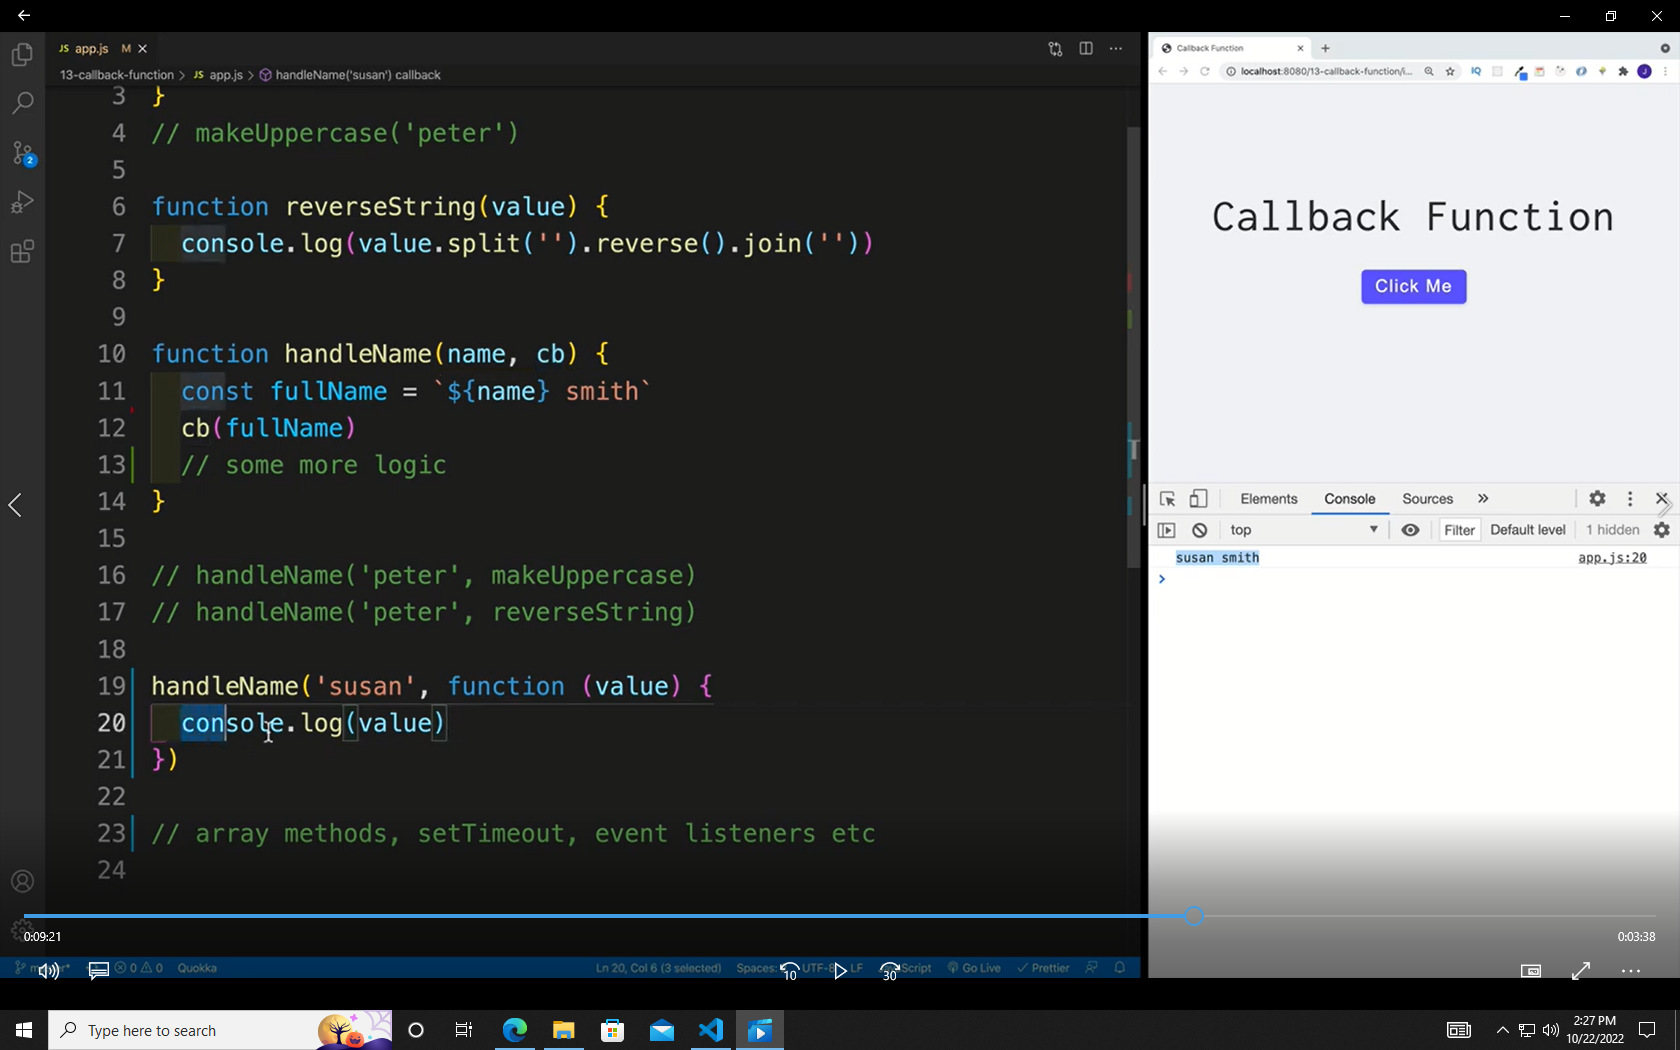 JS app.js M
13-callback-function > JS app.js > handleName('susan') callback
3 }
4 // makeUppercase('peter')
5
6 function reverseString(value) {
7 console.log(value.split('').reverse().join(''))
8 }
9
10 function handleName(name, cb) {
11 const fullName = `${name} smith`
12 cb(fullName)
13 // some more logic
14 }
15
16 // handleName('peter', makeUppercase)
17 // handleName('peter', reverseString)
18
19 handleName('susan', function (value) {
20 console.log(value)
21 })
22
23 // array methods, setTimeout, event listeners etc
24
2
Callback Function
localhost:8080/13-callback-function/i...
IQ
J
Callback Function
Click Me
Elements Console Sources »
top Filter Default level 1 hidden
susan smith app.js:20
>
0:09:21 0:03:38
0 0 Quokka Ln 20, Col 6 (3 selected) Spaces: UTF-8 LF Script Go Live Prettier
10 30
Type here to search
2:27 PM
10/22/2022